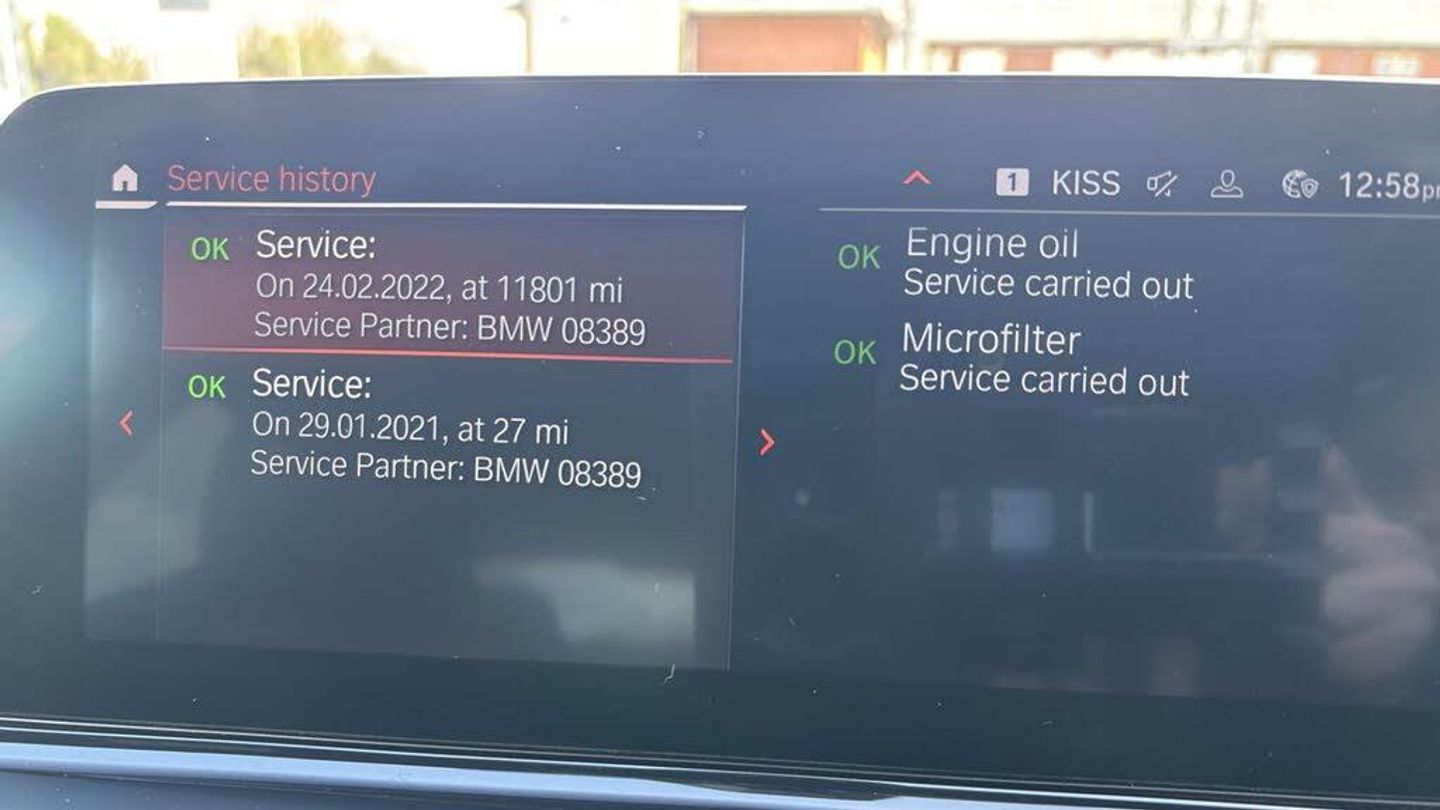 Service history
1 KISS 12:58pm
OK Service:
On 24.02.2022, at 11801 mi
Service Partner: BMW 08389
OK Service:
On 29.01.2021, at 27 mi
Service Partner: BMW 08389
OK Engine oil
Service carried out
OK Microfilter
Service carried out